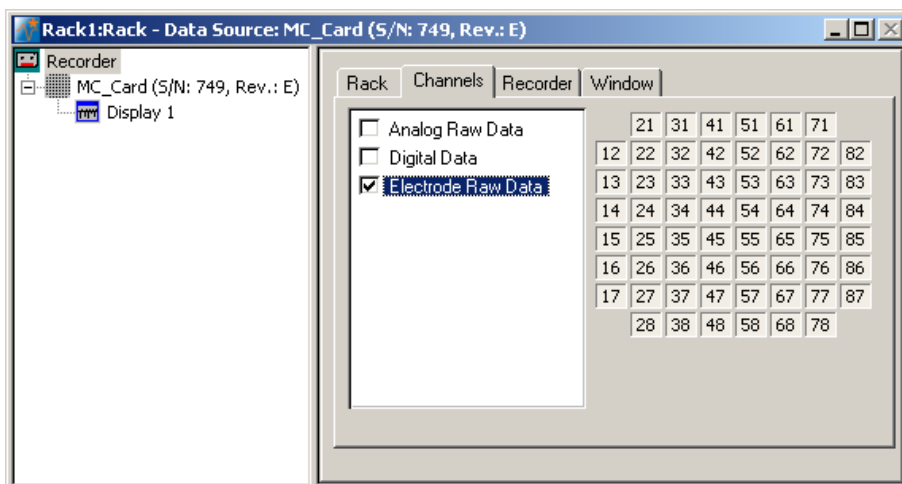 Rack1:Rack - Data Source: MC_Card (S/N: 749, Rev.: E)
Recorder
MC_Card (S/N: 749, Rev.: E)
Display 1
Rack Channels Recorder Window
Analog Raw Data
Digital Data
Electrode Raw Data
21 31 41 51 61 71
12 22 32 42 52 62 72 82
13 23 33 43 53 63 73 83
14 24 34 44 54 64 74 84
15 25 35 45 55 65 75 85
16 26 36 46 56 66 76 86
17 27 37 47 57 67 77 87
28 38 48 58 68 78